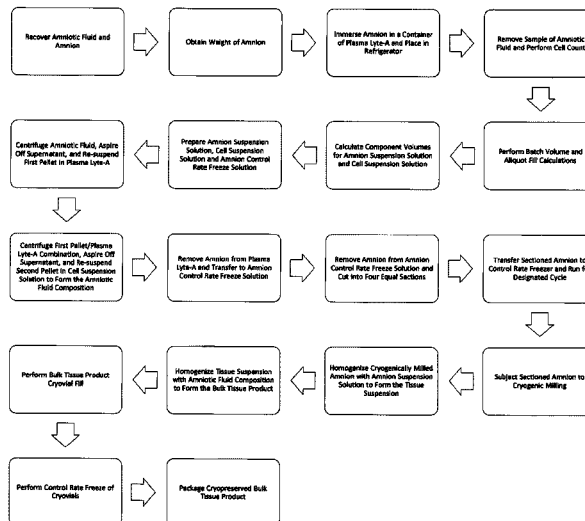 Recover Amniotic Fluid and
Amnion
Obtain Weight of Amnion
Immerse Amnion in a Container
of Plasma Lyte-A and Place in
Refrigerator
Remove Sample of Amniotic
Fluid and Perform Cell Count
Perform Batch Volume and
Aliquot Fill Calculations
Calculate Component Volumes
for Amnion Suspension Solution
and Cell Suspension Solution
Prepare Amnion Suspension
Solution, Cell Suspension
Solution and Amnion Control
Rate Freeze Solution
Centrifuge Amniotic Fluid, Aspire
Off Supernatant, and Re-suspend
First Pellet in Plasma Lyte-A
Centrifuge First Pallet/Plasma
Lyte-A Combination, Aspire Off
Supernatant, and Re-suspend
Second Pellet in Cell Suspension
Solution to Form the Amniotic
Fluid Composition
Remove Amnion from Plasma
Lyte-A and Transfer to Amnion
Control Rate Freeze Solution
Remove Amnion from Amnion
Control Rate Freeze Solution and
Cut into Four Equal Sections
Transfer Sectioned Amnion to
Control Rate Freezer and Run f
Designated Cycle
Subject Sectioned Amnion to
Cryogenic Milling
Homogenise Cryogenically Milled
Amnion with Amnion Suspension
Solution to Form the Tissue
Suspension
Homogenize Tissue Suspension
with Amniotic Fluid Composition
to Form the Bulk Tissue Product
Perform Bulk Tissue Product
Cryovial Fill
Perform Control Rate Freeze of
Cryovials
Package Cryopreserved Bulk
Tissue Product